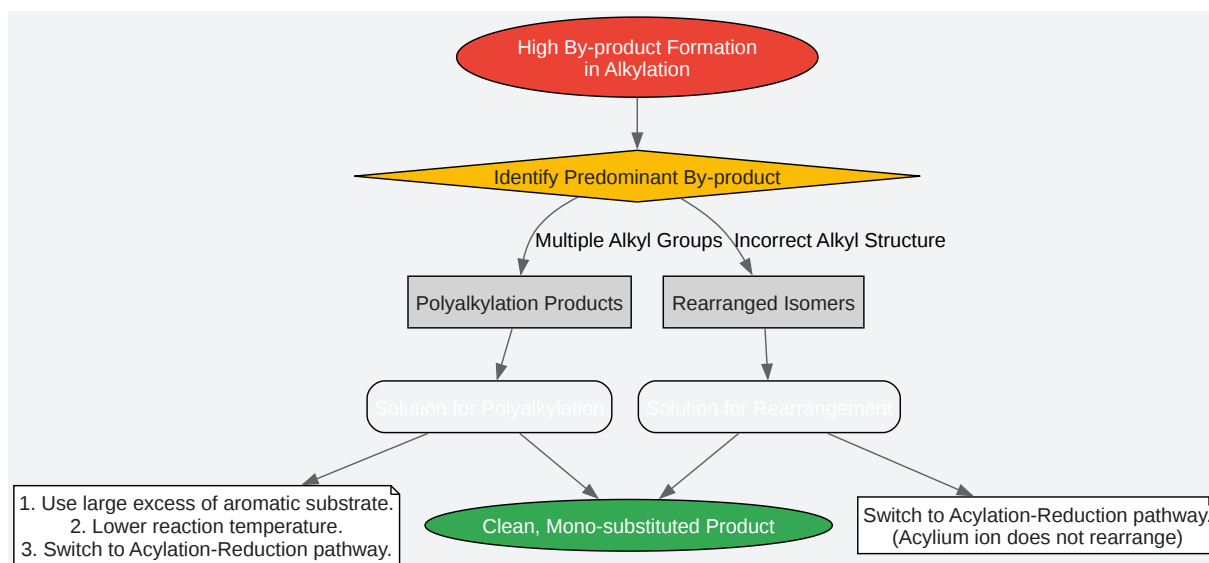 High By-product Formation
in Alkylation
Identify Predominant By-product
Multiple Alkyl Groups
Incorrect Alkyl Structure
Polyalkylation Products
Rearranged Isomers
Solution for Polyalkylation
Solution for Rearrangement
1. Use large excess of aromatic substrate.
2. Lower reaction temperature.
3. Switch to Acylation-Reduction pathway.
Clean, Mono-substituted Product
Switch to Acylation-Reduction pathway.
(Acylium ion does not rearrange)